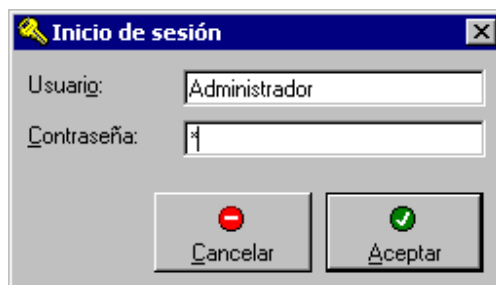 Inicio de sesión
Usuario: Administrador
Contraseña: *
Cancelar Aceptar